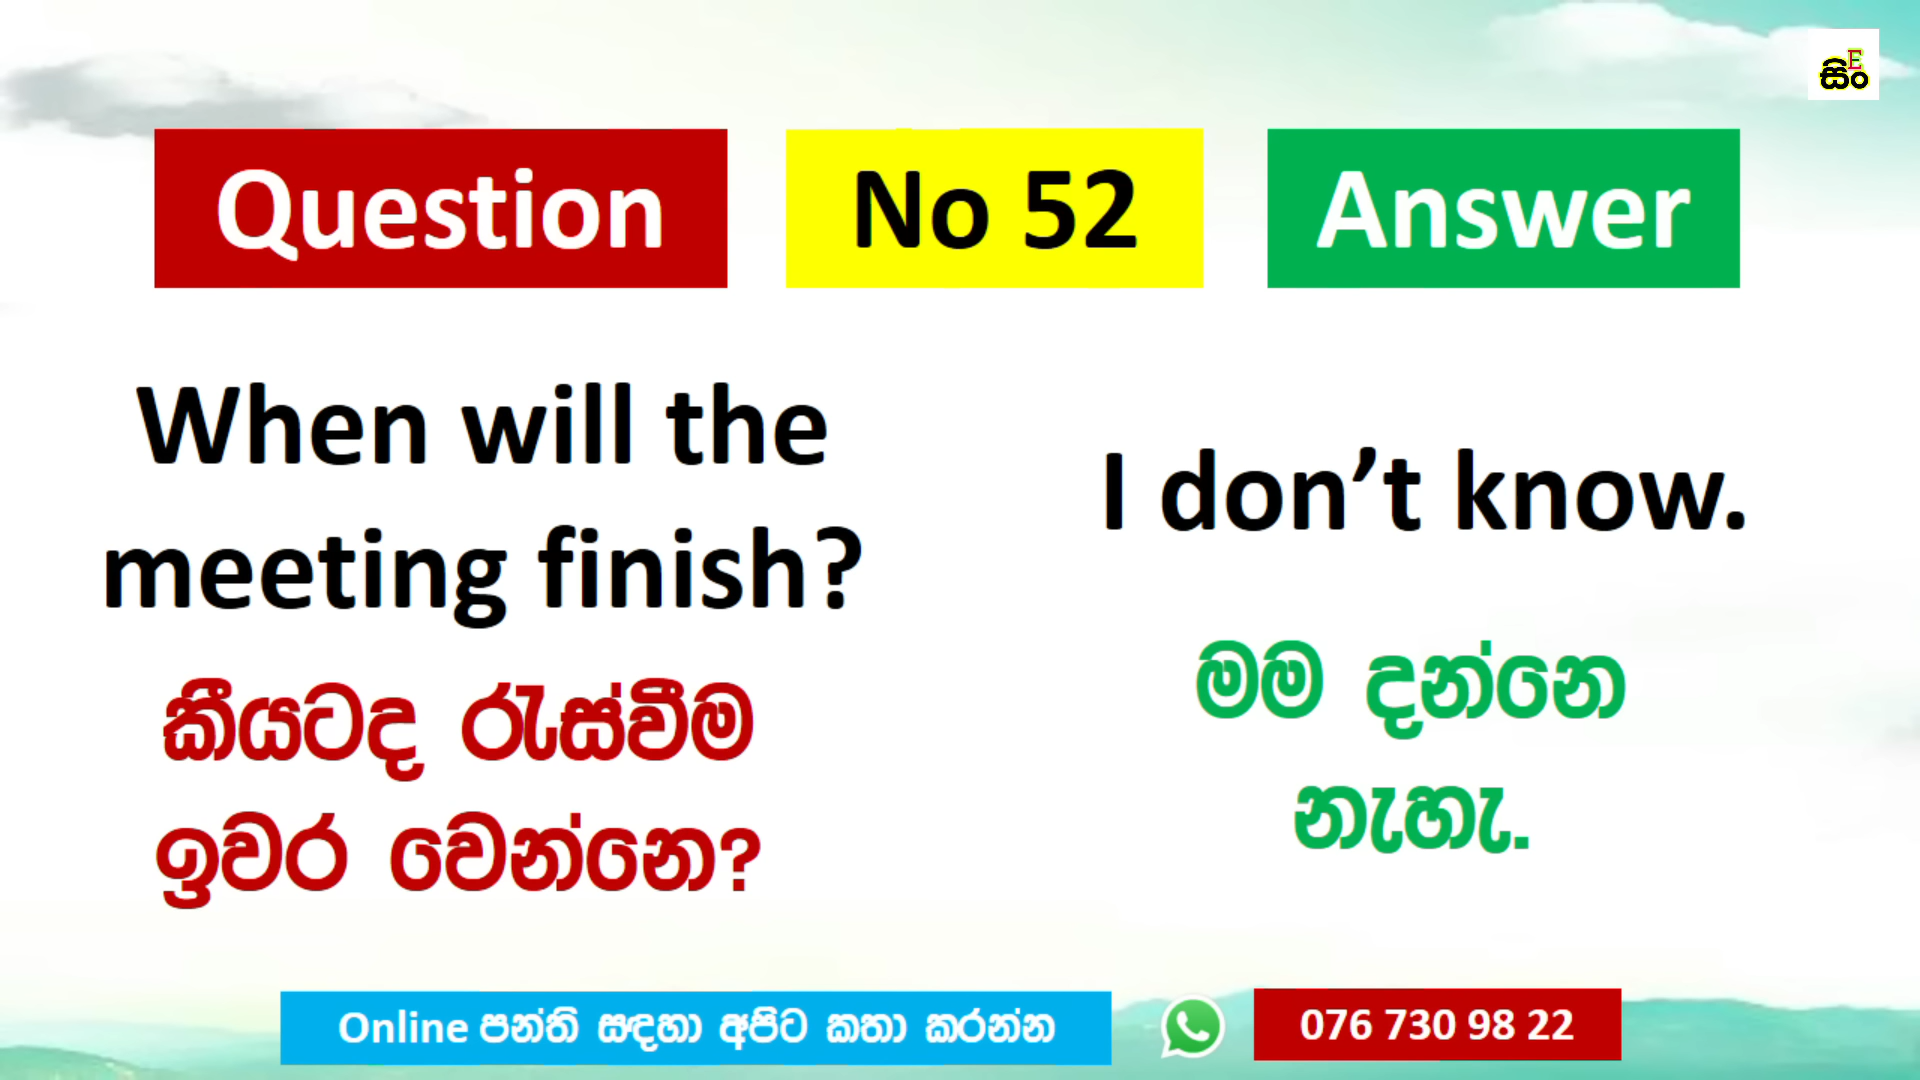 සිං
E
Question
No 52
Answer
When will the
meeting finish?
කීයටද රැස්වීම
ඉවර වෙන්නෙ?
I don’t know.
මම දන්නෙ
නැහැ.
Online පන්ති සඳහා අපිට කතා කරන්න
076 730 98 22